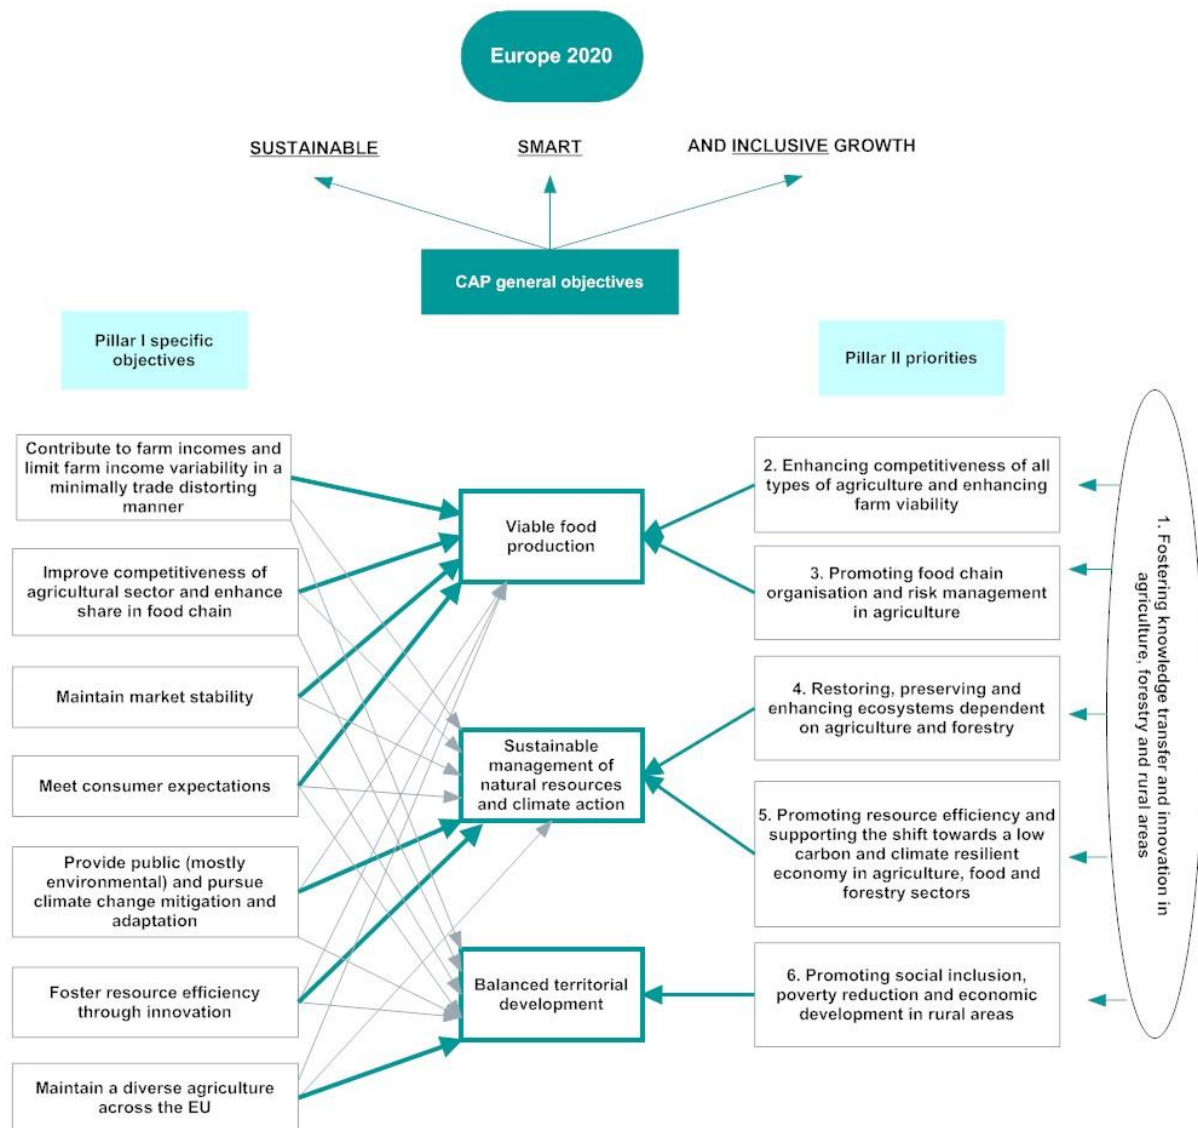 Europe 2020
SUSTAINABLE
SMART
AND INCLUSIVE GROWTH
CAP general objectives
Pillar I specific
objectives
Pillar II priorities
Contribute to farm incomes and
limit farm income variability in a
minimally trade distorting
manner
Improve competitiveness of
agricultural sector and enhance
share in food chain
Maintain market stability
Meet consumer expectations
Provide public (mostly
environmental) and pursue
climate change mitigation and
adaptation
Foster resource efficiency
through innovation
Maintain a diverse agriculture
across the EU
Viable food
production
Sustainable
management of
natural resources
and climate action
Balanced territorial
development
2. Enhancing competitiveness of all
types of agriculture and enhancing
farm viability
3. Promoting food chain
organisation and risk management
in agriculture
4. Restoring, preserving and
enhancing ecosystems dependent
on agriculture and forestry
5. Promoting resource efficiency and
supporting the shift towards a low
carbon and climate resilient
economy in agriculture, food and
forestry sectors
6. Promoting social inclusion,
poverty reduction and economic
development in rural areas
1. Fostering knowledge transfer and innovation in
agriculture, forestry and rural areas